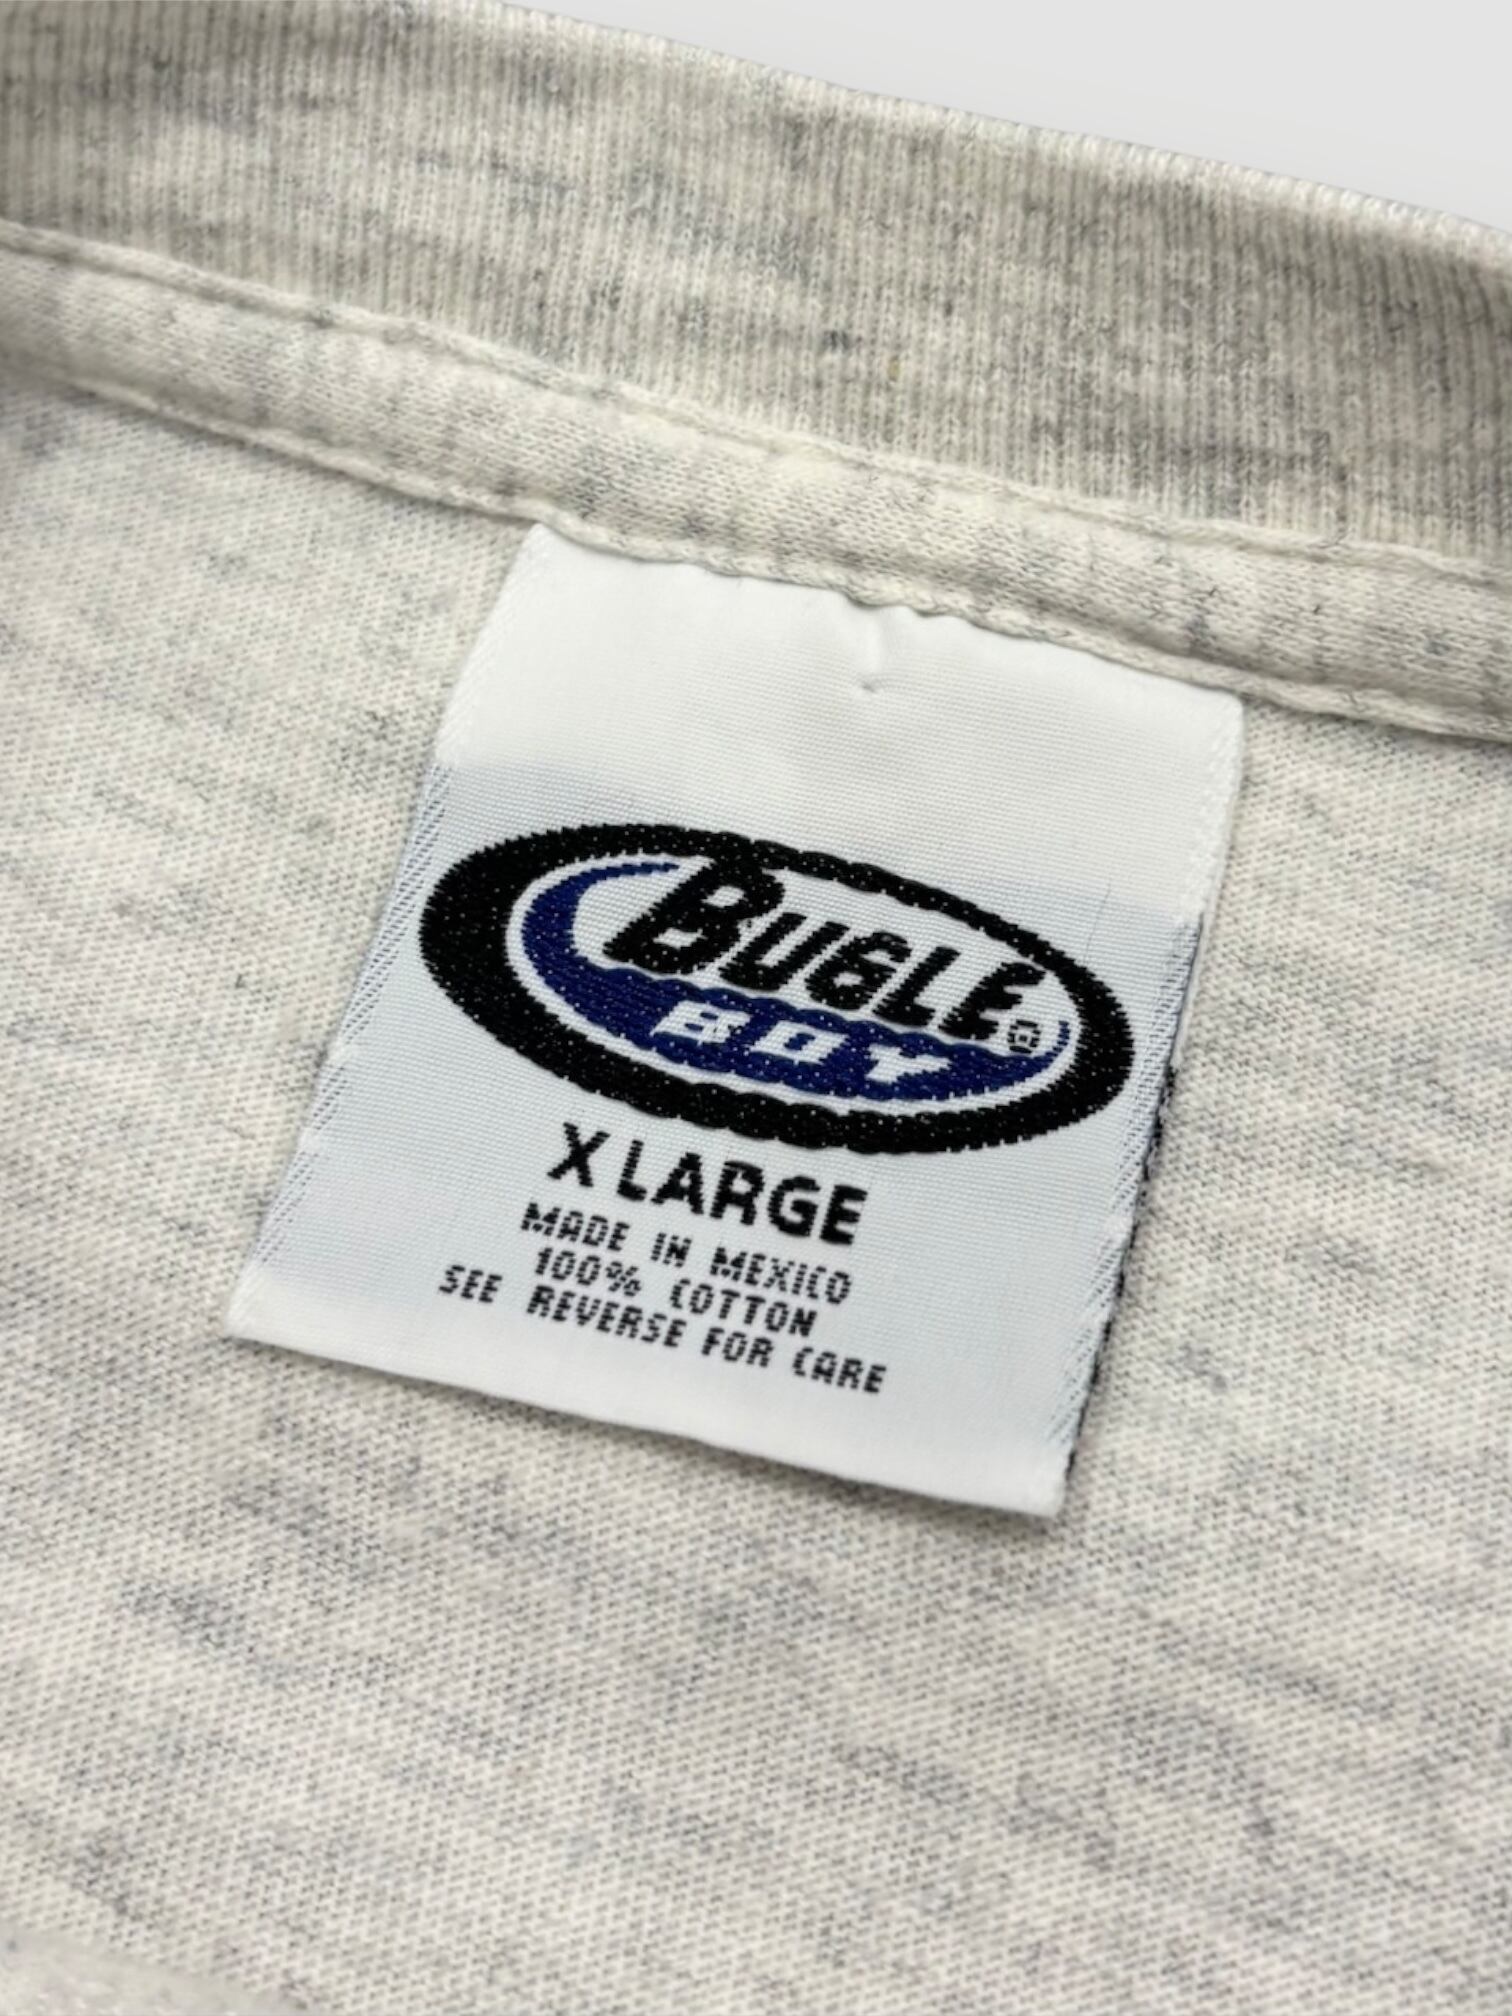 BUGLE®
BOY
X LARGE
MADE IN MEXICO
100% COTTON
SEE REVERSE FOR CARE